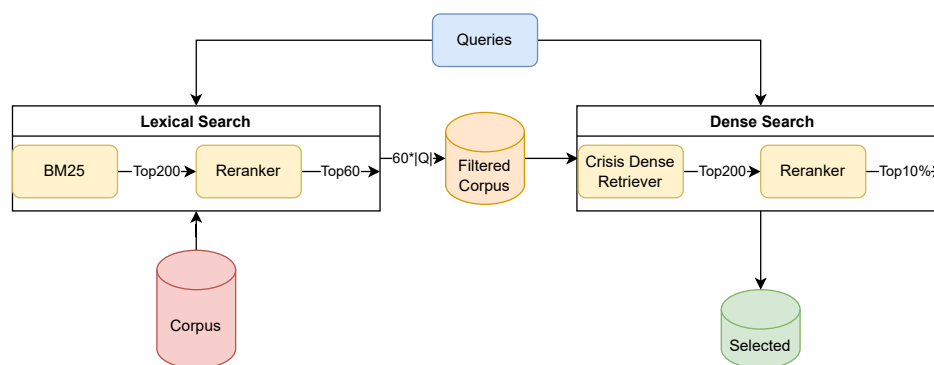 Queries
Lexical Search
BM25
Top200
Reranker
Top60
60*|Q|
Filtered
Corpus
Dense Search
Crisis Dense
Retriever
Top200
Reranker
Top10%
Corpus
Selected